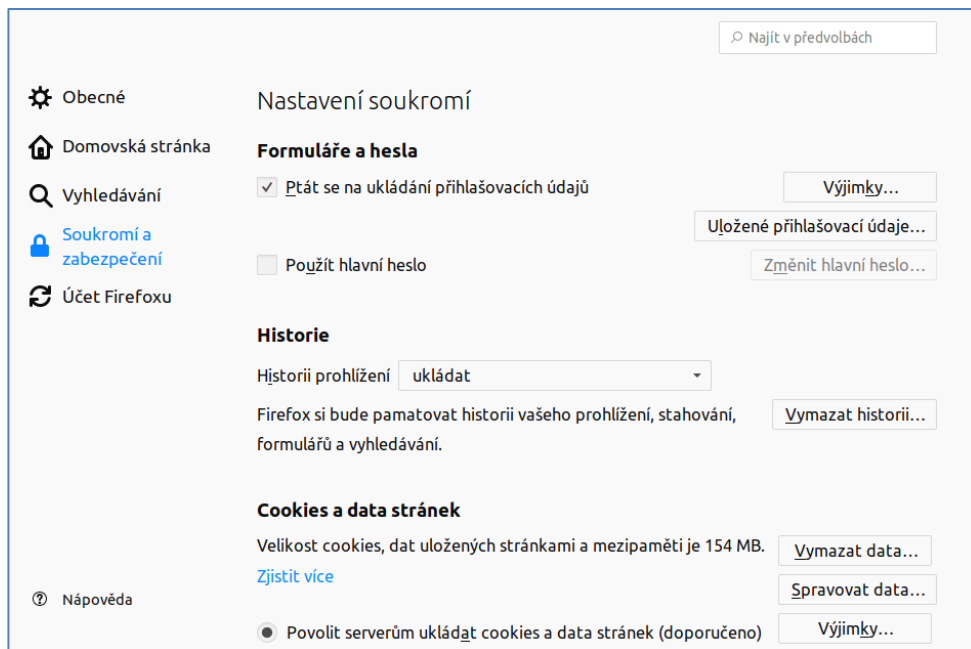 Najít v předvolbách
Obecné
Domovská stránka
Vyhledávání
Soukromí a
zabezpečení
Účet Firefoxu
Nápověda
Nastavení soukromí
Formuláře a hesla
Ptát se na ukládání přihlašovacích údajů
Výjimky…
Uložené přihlašovací údaje…
Použít hlavní heslo
Změnit hlavní heslo…
Historie
Historii prohlížení
ukládat
Firefox si bude pamatovat historii vašeho prohlížení, stahování,
formulářů a vyhledávání.
Vymazat historii…
Cookies a data stránek
Velikost cookies, dat uložených stránkami a mezipaměti je 154 MB.
Zjistit více
Vymazat data…
Spravovat data…
Povolit serverům ukládat cookies a data stránek (doporučeno)
Výjimky…